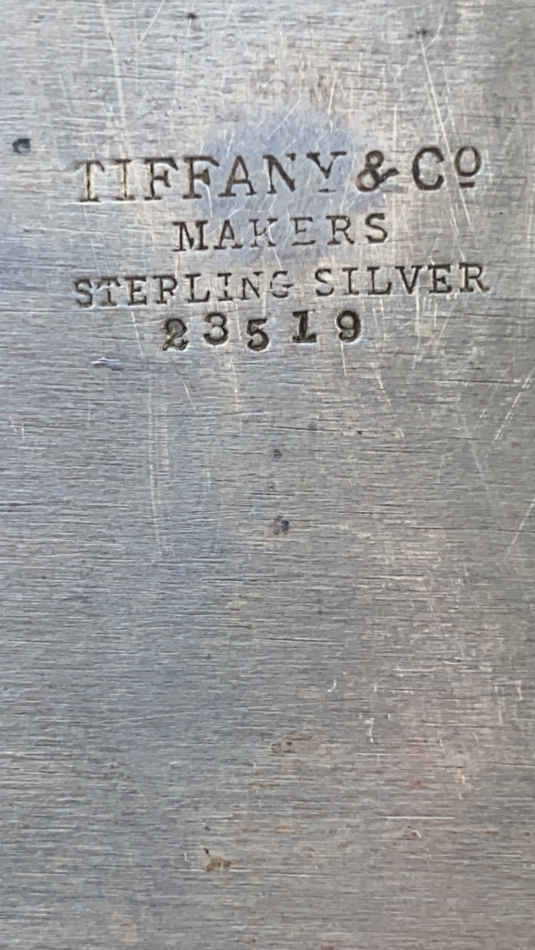 TIFFANY & Cº
MAKERS
STERLING SILVER
23519